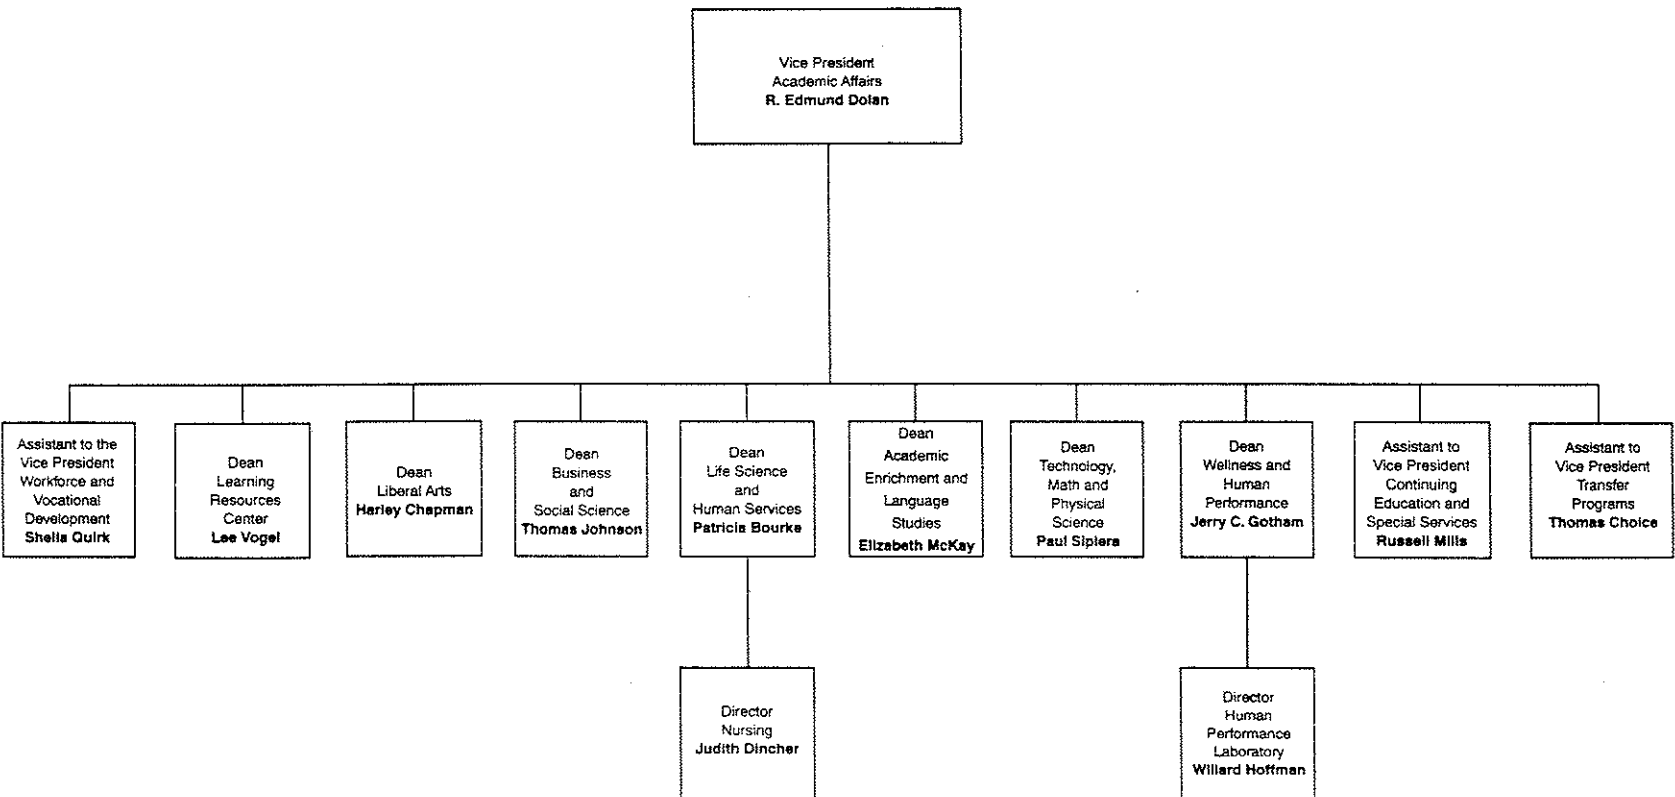 Vice President
Academic Affairs
R. Edmund Dolan
Assistant to the
Vice President
Workforce and
Vocational
Development
Sheila Quirk
Dean
Learning
Resources
Center
Lee Vogel
Dean
Liberal Arts
Harley Chapman
Dean
Business
and
Social Science
Thomas Johnson
Dean
Life Science
and
Human Services
Patricia Bourke
Dean
Academic
Enrichment and
Language
Studies
Elizabeth McKay
Dean
Technology,
Math and
Physical
Science
Paul Sipiera
Dean
Wellness and
Human
Performance
Jerry C. Gotham
Assistant to
Vice President
Continuing
Education and
Special Services
Russell Mills
Assistant to
Vice President
Transfer
Programs
Thomas Choice
Director
Nursing
Judith Dincher
Director
Human
Performance
Laboratory
Willard Hoffman